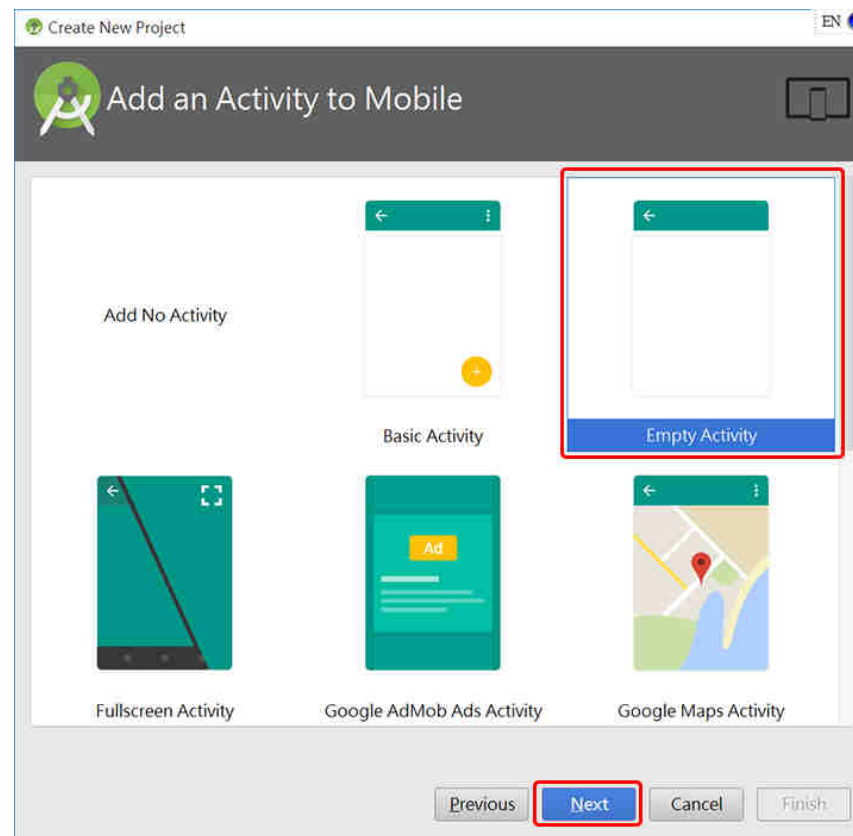 Create New Project
EN
Add an Activity to Mobile
Add No Activity
Basic Activity
Empty Activity
Ad
Fullscreen Activity
Google AdMob Ads Activity
Google Maps Activity
Previous
Next
Cancel
Finish